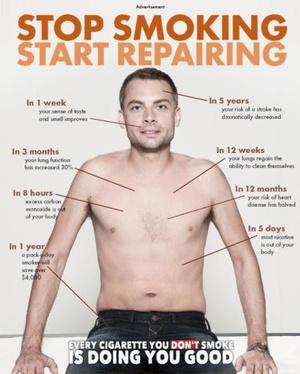 Advertisement
STOP SMOKING
START REPAIRING
In 1 week
your sense of taste
and smell improves
In 5 years
your risk of a stroke has
dramatically decreased
In 3 months
your lung function
has increased 30%
In 12 weeks
your lungs regain the
ability to clean themselves
In 8 hours
excess carbon
monoxide is out
of your body
In 12 months
your risk of heart
disease has halved
In 5 days
most nicotine
is out of your
body
In 1 year
a pack-a-day
smoker will
save over
$4,000
EVERY CIGARETTE YOU DON'T SMOKE
IS DOING YOU GOOD